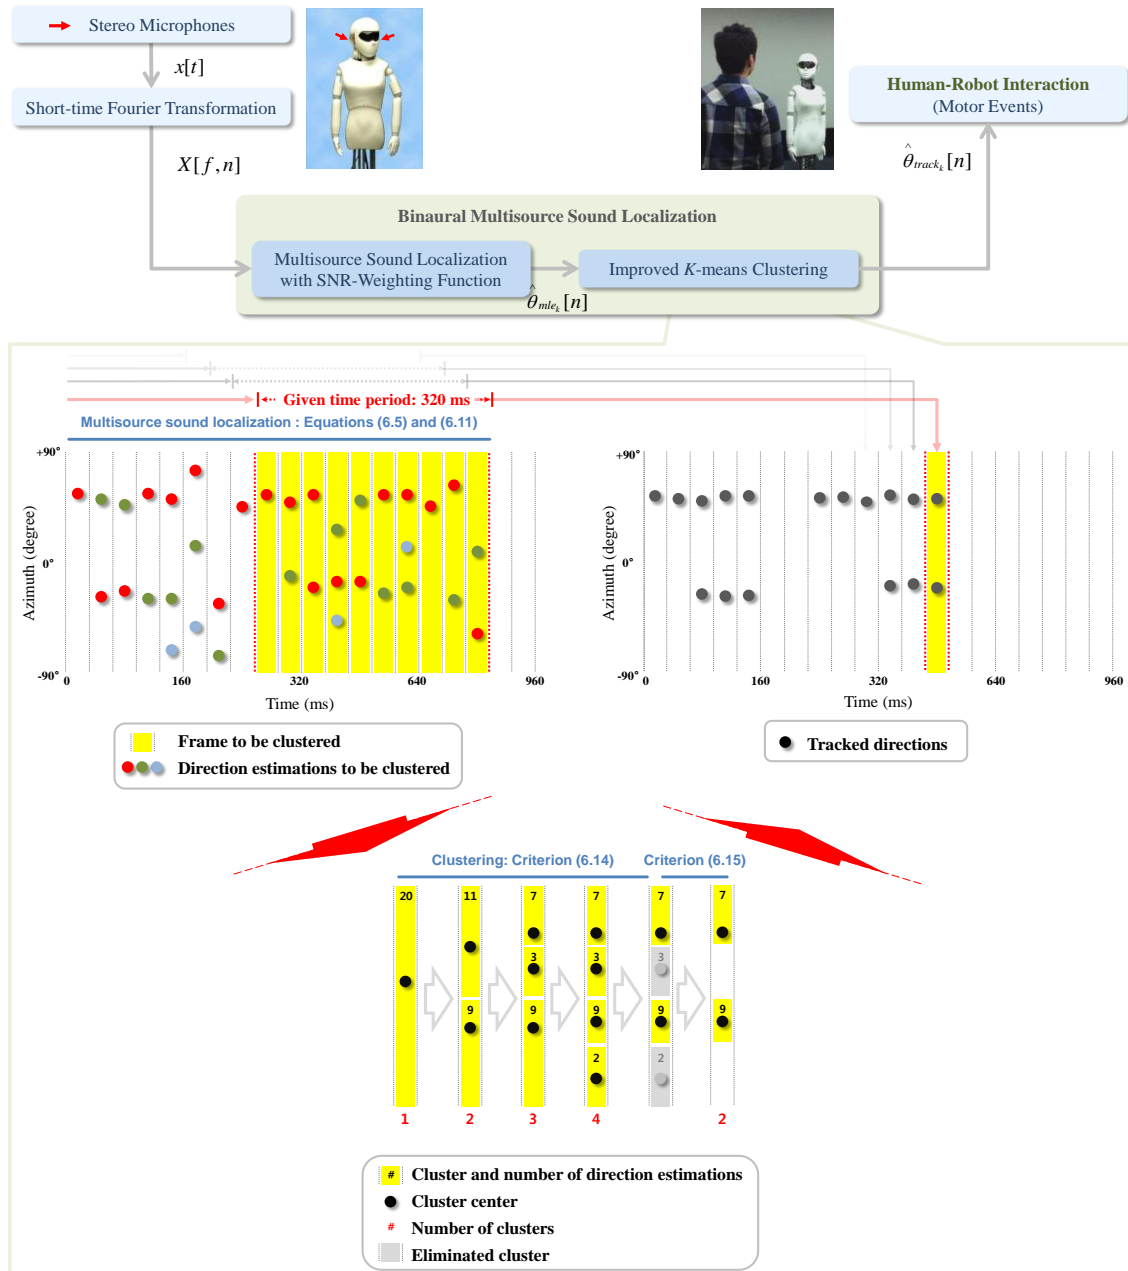 Stereo Microphones
x[t]
Short-time Fourier Transformation
X[f,n]
Human-Robot Interaction
(Motor Events)
θ̂track_k[n]
Binaural Multisource Sound Localization
Multisource Sound Localization
with SNR-Weighting Function
Improved K-means Clustering
θ̂mle_k[n]
Given time period: 320 ms
Multisource sound localization : Equations (6.5) and (6.11)
+90°
0°
-90°
Azimuth (degree)
0 160 320 640 960
Time (ms)
+90°
0°
-90°
Azimuth (degree)
0 160 320 640 960
Time (ms)
Frame to be clustered
Direction estimations to be clustered
Tracked directions
Clustering: Criterion (6.14) Criterion (6.15)
20 11 7 7 7 7
3 3 3
9 9 9 9 9
2 2
1 2 3 4 2
# Cluster and number of direction estimations
Cluster center
# Number of clusters
Eliminated cluster